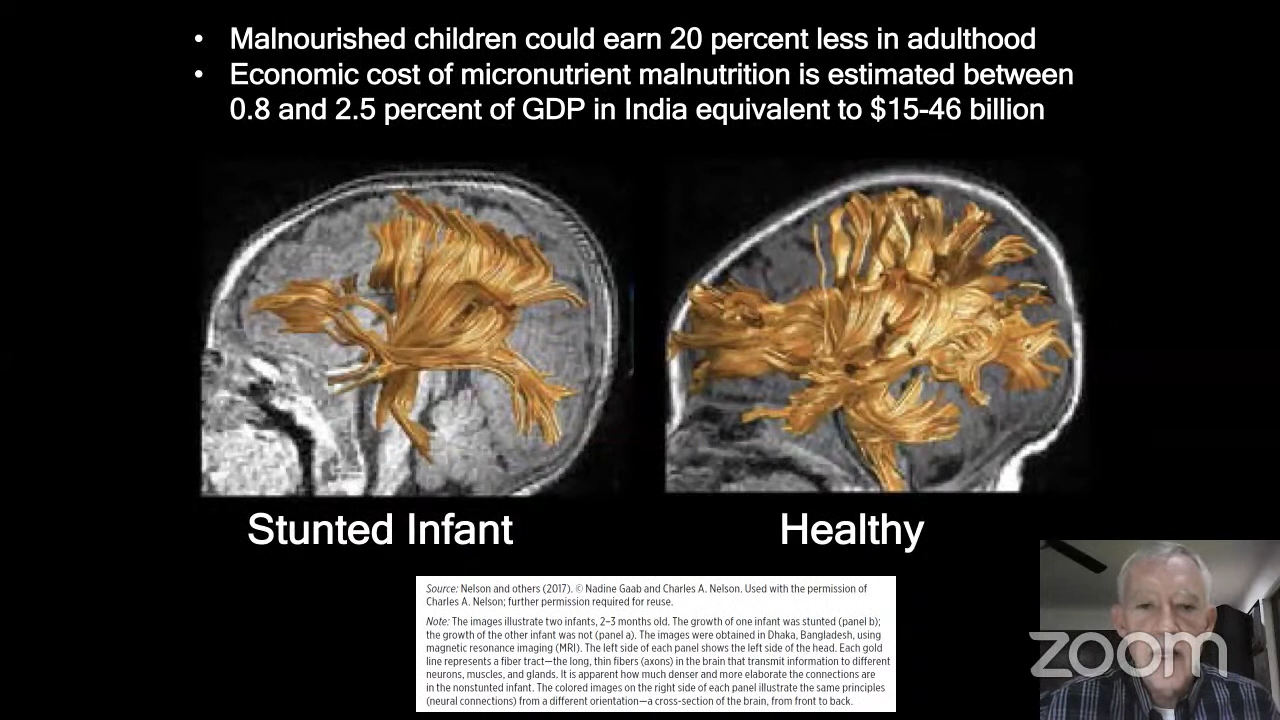 • Malnourished children could earn 20 percent less in adulthood
• Economic cost of micronutrient malnutrition is estimated between
0.8 and 2.5 percent of GDP in India equivalent to $15-46 billion
Stunted Infant
Healthy
Source: Nelson and others (2017). © Nadine Gaab and Charles A. Nelson. Used with the permission of
Charles A. Nelson; further permission required for reuse.
Note: The images illustrate two infants, 2–3 months old. The growth of one infant was stunted (panel b);
the growth of the other infant was not (panel a). The images were obtained in Dhaka, Bangladesh, using
magnetic resonance imaging (MRI). The left side of each panel shows the left side of the head. Each gold
line represents a fiber tract—the long, thin fibers (axons) in the brain that transmit information to different
neurons, muscles, and glands. It is apparent how much denser and more elaborate the connections are
in the nonstunted infant. The colored images on the right side of each panel illustrate the same principles
(neural connections) from a different orientation—a cross-section of the brain, from front to back.
zoom